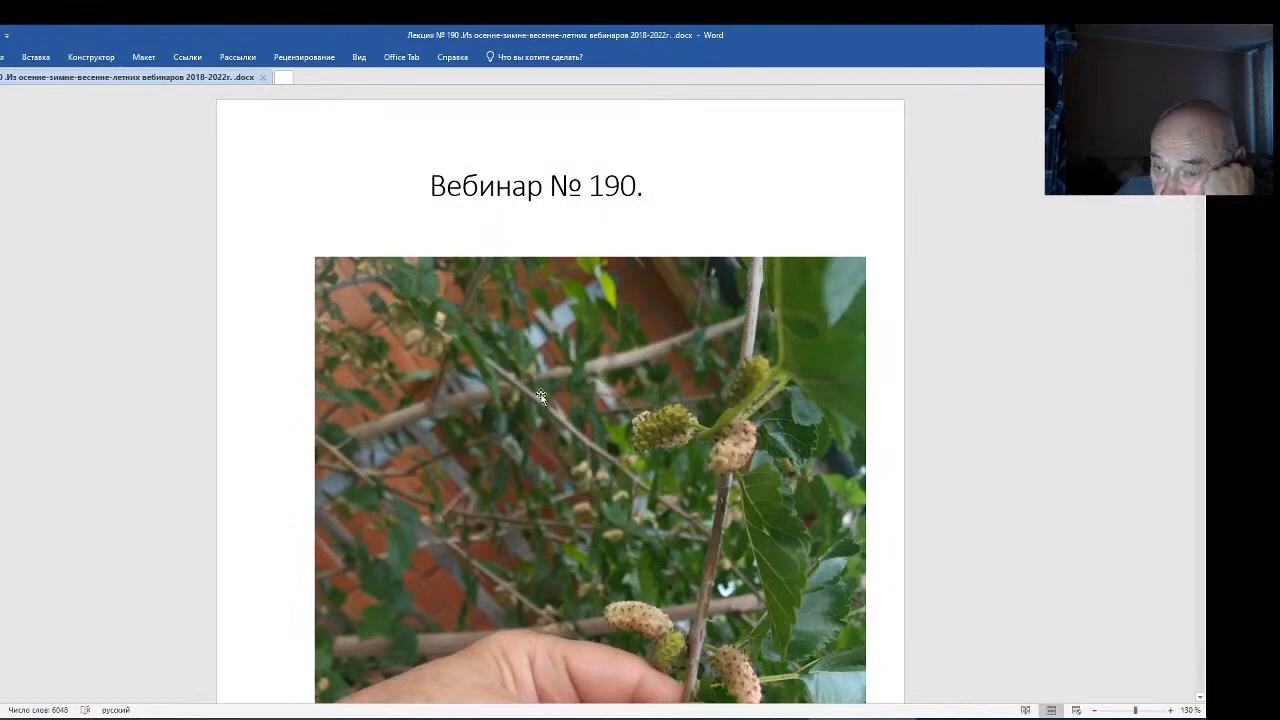 Лекция № 190 .Из осенне-зимне-весенне-летних вебинаров 2018-2022г. .docx - Word
Вставка Конструктор Макет Ссылки Рассылки Рецензирование Вид Office Tab Справка Что вы хотите сделать?
0 .Из осенне-зимне-весенне-летних вебинаров 2018-2022г. .docx
Вебинар № 190.
Число слов: 6048 русский 130 %